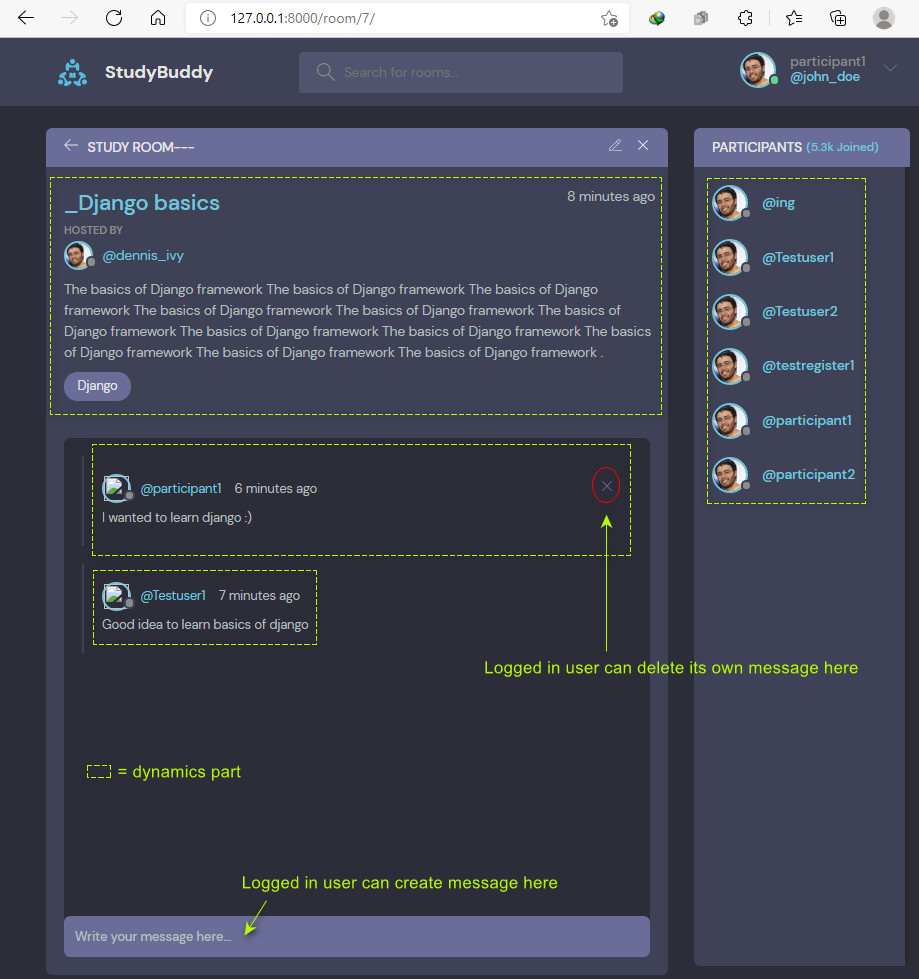 127.0.0.1:8000/room/7/
StudyBuddy
Search for rooms...
participant1
@john_doe
STUDY ROOM---
_Django basics
8 minutes ago
HOSTED BY
@dennis_ivy
The basics of Django framework The basics of Django framework The basics of Django
framework The basics of Django framework The basics of Django framework The basics of
Django framework The basics of Django framework The basics of Django framework The basics
of Django framework The basics of Django framework The basics of Django framework .
Django
@participant1 6 minutes ago
I wanted to learn django :)
@Testuser1 7 minutes ago
Good idea to learn basics of django
Logged in user can delete its own message here
= dynamics part
Logged in user can create message here
Write your message here...
PARTICIPANTS (5.3k Joined)
@ing
@Testuser1
@Testuser2
@testregister1
@participant1
@participant2